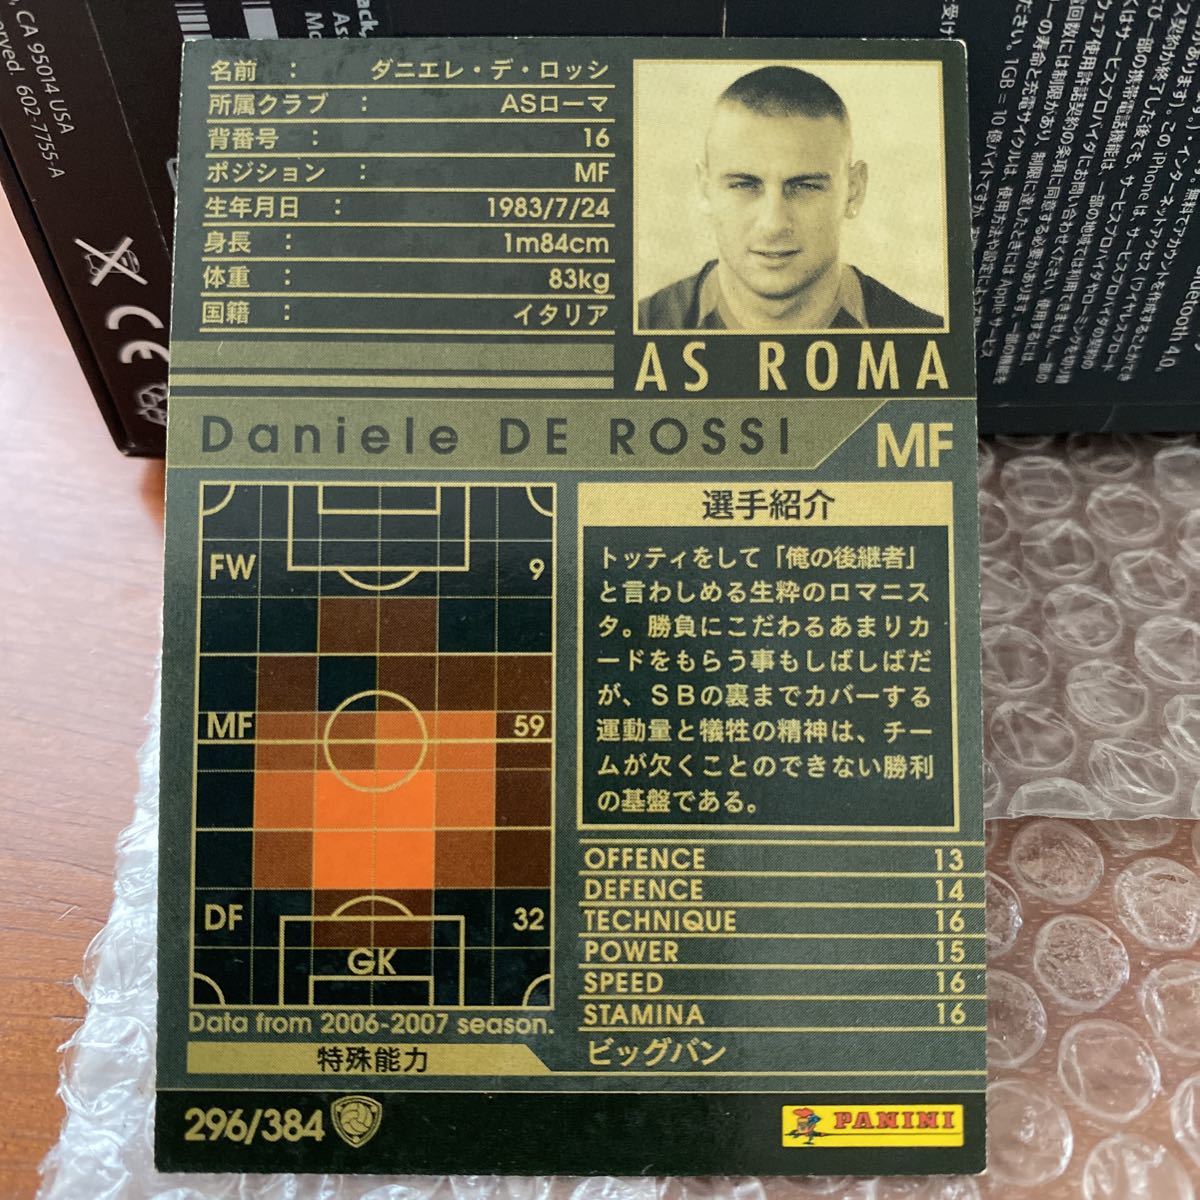 , CA 95014 USA
erved. 602-7755-A
名前 : ダニエレ・デ・ロッシ
所属クラブ : ASローマ
背番号 : 16
ポジション : MF
生年月日 : 1983/7/24
身長 : 1m84cm
体重 : 83kg
国籍 : イタリア
AS ROMA
Daniele DE ROSSI
MF
FW 9
MF 59
DF 32
GK
Data from 2006-2007 season.
選手紹介
トッティをして「俺の後継者」
と言わしめる生粋のロマニス
タ。勝負にこだわるあまりカ
ードをもらう事もしばしばだ
が、SBの裏までカバーする
運動量と犠牲の精神は、チー
ムが欠くことのできない勝利
の基盤である。
OFFENCE 13
DEFENCE 14
TECHNIQUE 16
POWER 15
SPEED 16
STAMINA 16
特殊能力 ビッグバン
296/384
PANINI